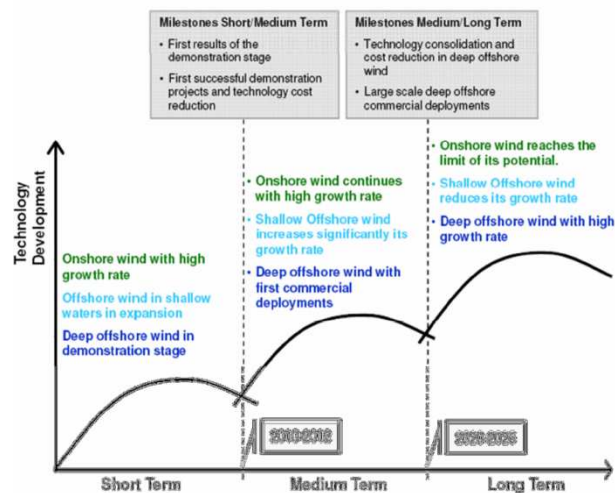 Milestones Short/Medium Term
• First results of the
demonstration stage
• First successful demonstration
projects and technology cost
reduction
Milestones Medium/Long Term
• Technology consolidation and
cost reduction in deep offshore
wind
• Large scale deep offshore
commercial deployments
Technology
Development
Onshore wind with high
growth rate
Offshore wind in shallow
waters in expansion
Deep offshore wind in
demonstration stage
• Onshore wind continues
with high growth rate
• Shallow Offshore wind
increases significantly its
growth rate
• Deep offshore wind with
first commercial
deployments
• Onshore wind reaches the
limit of its potential.
• Shallow Offshore wind
reduces its growth rate
• Deep offshore wind with high
growth rate
Short Term
Medium Term
Long Term